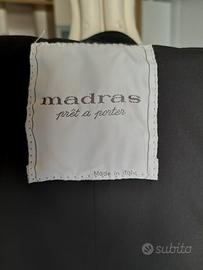 madras
prêt a porter
Made in Italy
subito